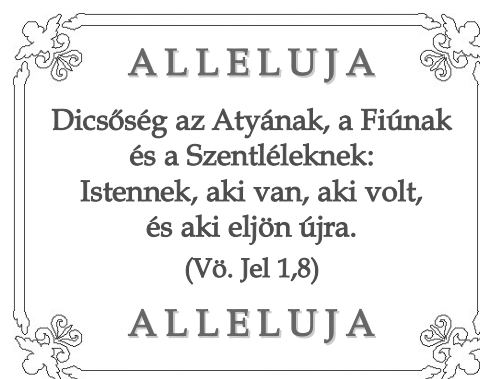 ALLELUJA
Dicsőség az Atyának, a Fiúnak
és a Szentléleknek:
Istennek, aki van, aki volt,
és aki eljön újra.
(Vö. Jel 1,8)
ALLELUJA